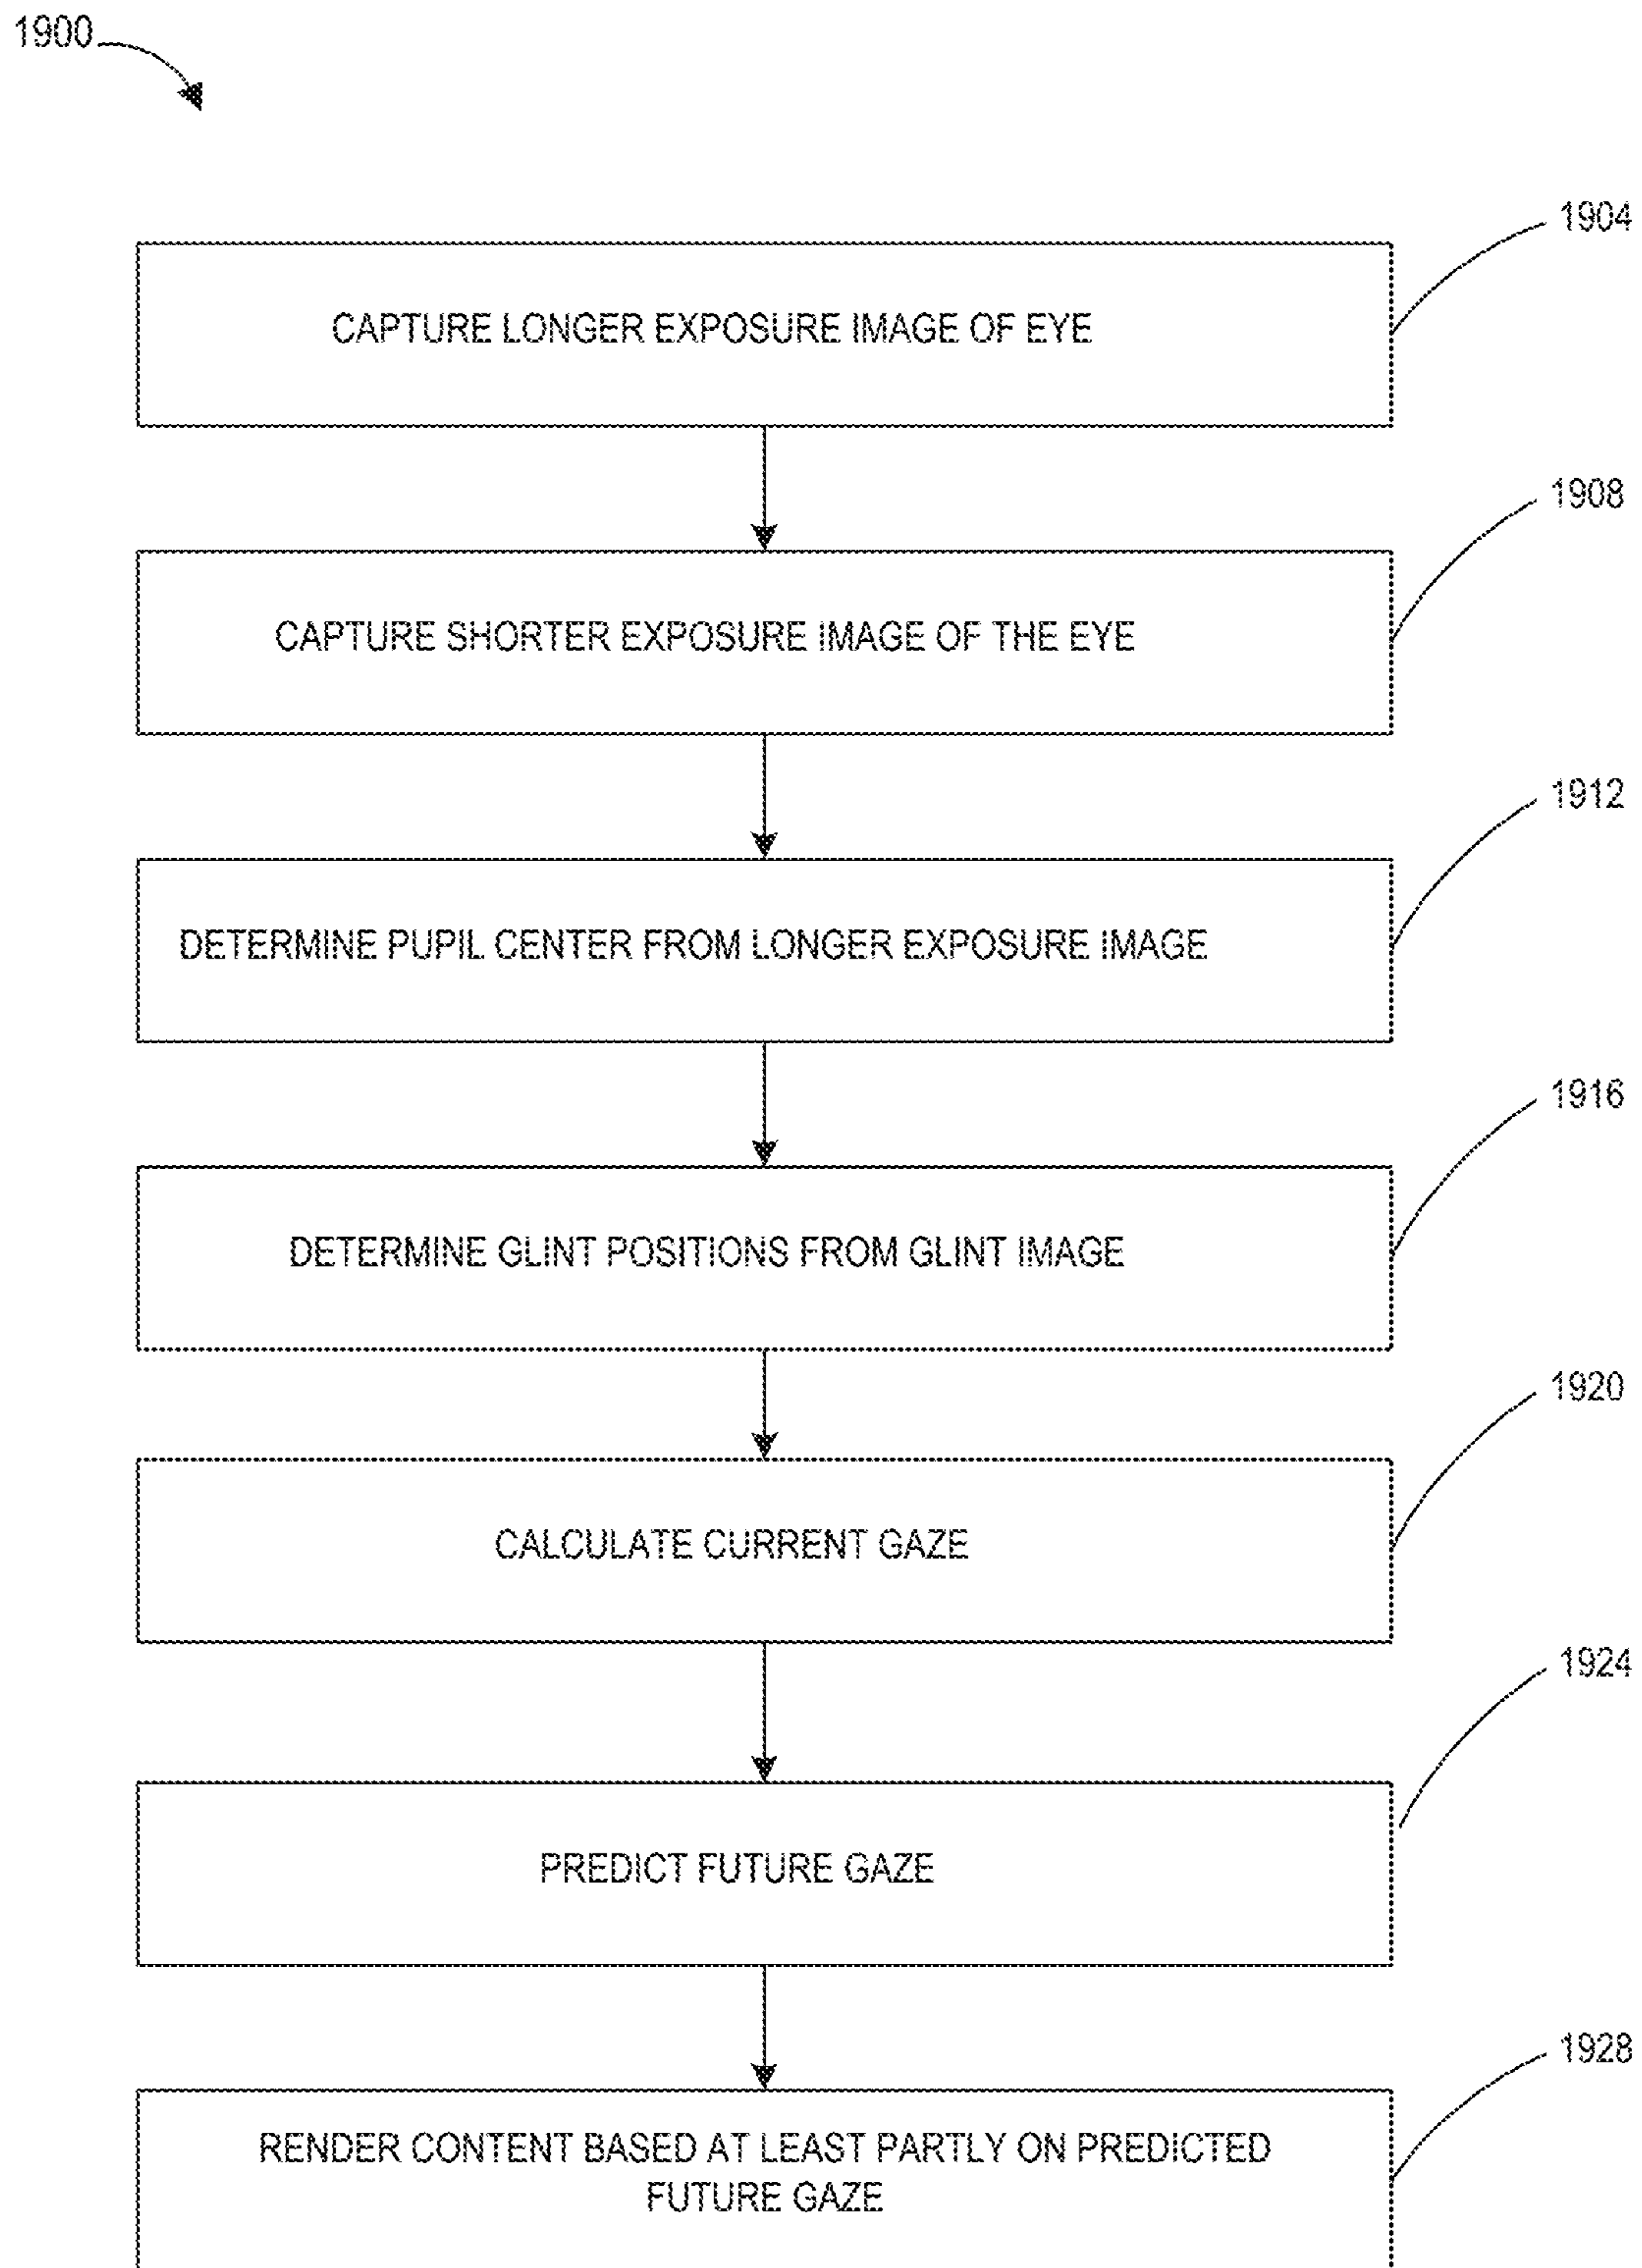 1900
1904
CAPTURE LONGER EXPOSURE IMAGE OF EYE
1908
CAPTURE SHORTER EXPOSURE IMAGE OF THE EYE
1912
DETERMINE PUPIL CENTER FROM LONGER EXPOSURE IMAGE
1916
DETERMINE GLINT POSITIONS FROM GLINT IMAGE
1920
CALCULATE CURRENT GAZE
1924
PREDICT FUTURE GAZE
1928
RENDER CONTENT BASED AT LEAST PARTLY ON PREDICTED
FUTURE GAZE